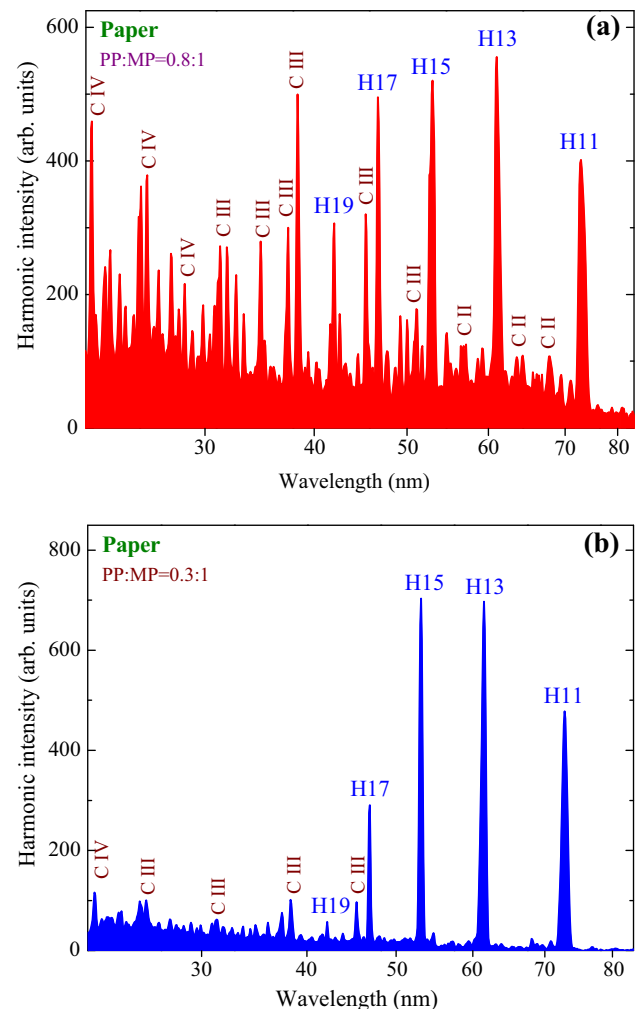 (a)
Paper
PP:MP=0.8:1
600
400
200
0
Harmonic intensity (arb. units)
C IV
C IV
C IV
C III
C III
C III
C III
H19
C III
H17
C III
H15
C II
H13
C II
C II
H11
30
40
50
60
70
80
Wavelength (nm)
(b)
Paper
PP:MP=0.3:1
800
600
400
200
0
Harmonic intensity (arb. units)
C IV
C III
C III
C III
H19
C III
H17
H15
H13
H11
30
40
50
60
70
80
Wavelength (nm)